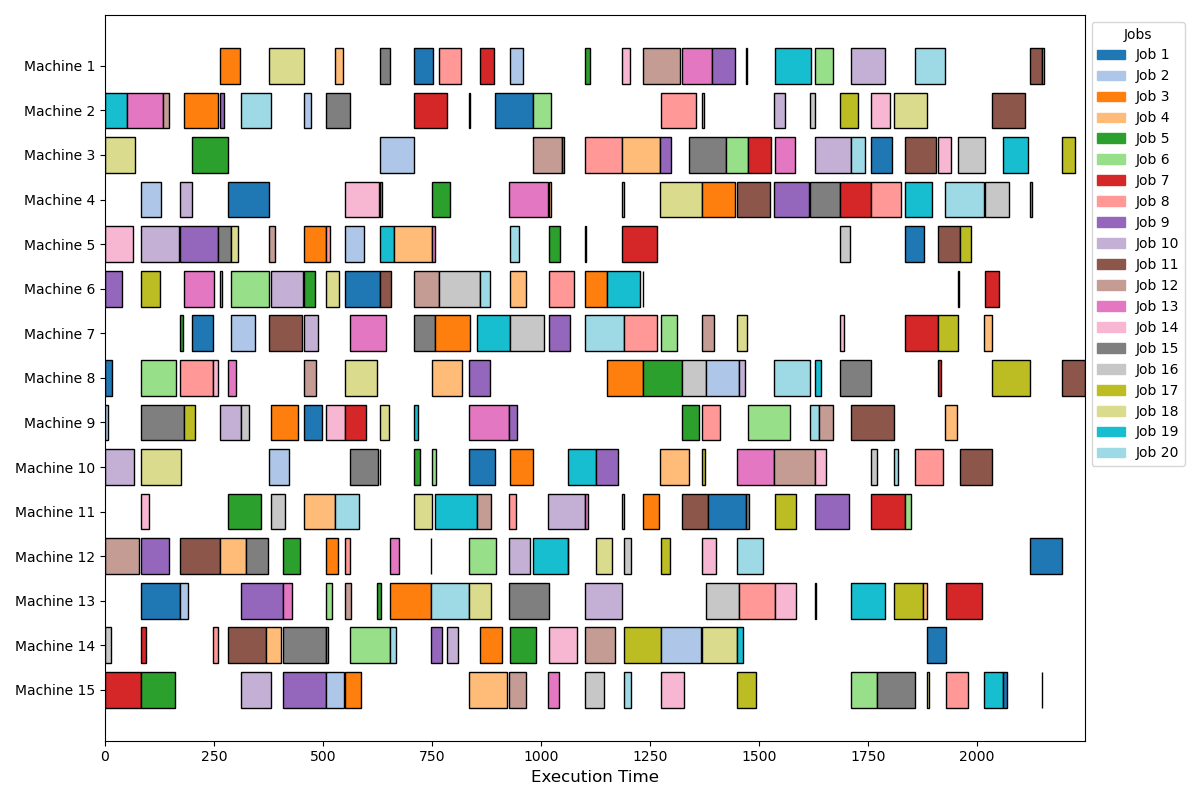 Machine 1
Machine 2
Machine 3
Machine 4
Machine 5
Machine 6
Machine 7
Machine 8
Machine 9
Machine 10
Machine 11
Machine 12
Machine 13
Machine 14
Machine 15
0 250 500 750 1000 1250 1500 1750 2000
Execution Time
Jobs
Job 1
Job 2
Job 3
Job 4
Job 5
Job 6
Job 7
Job 8
Job 9
Job 10
Job 11
Job 12
Job 13
Job 14
Job 15
Job 16
Job 17
Job 18
Job 19
Job 20